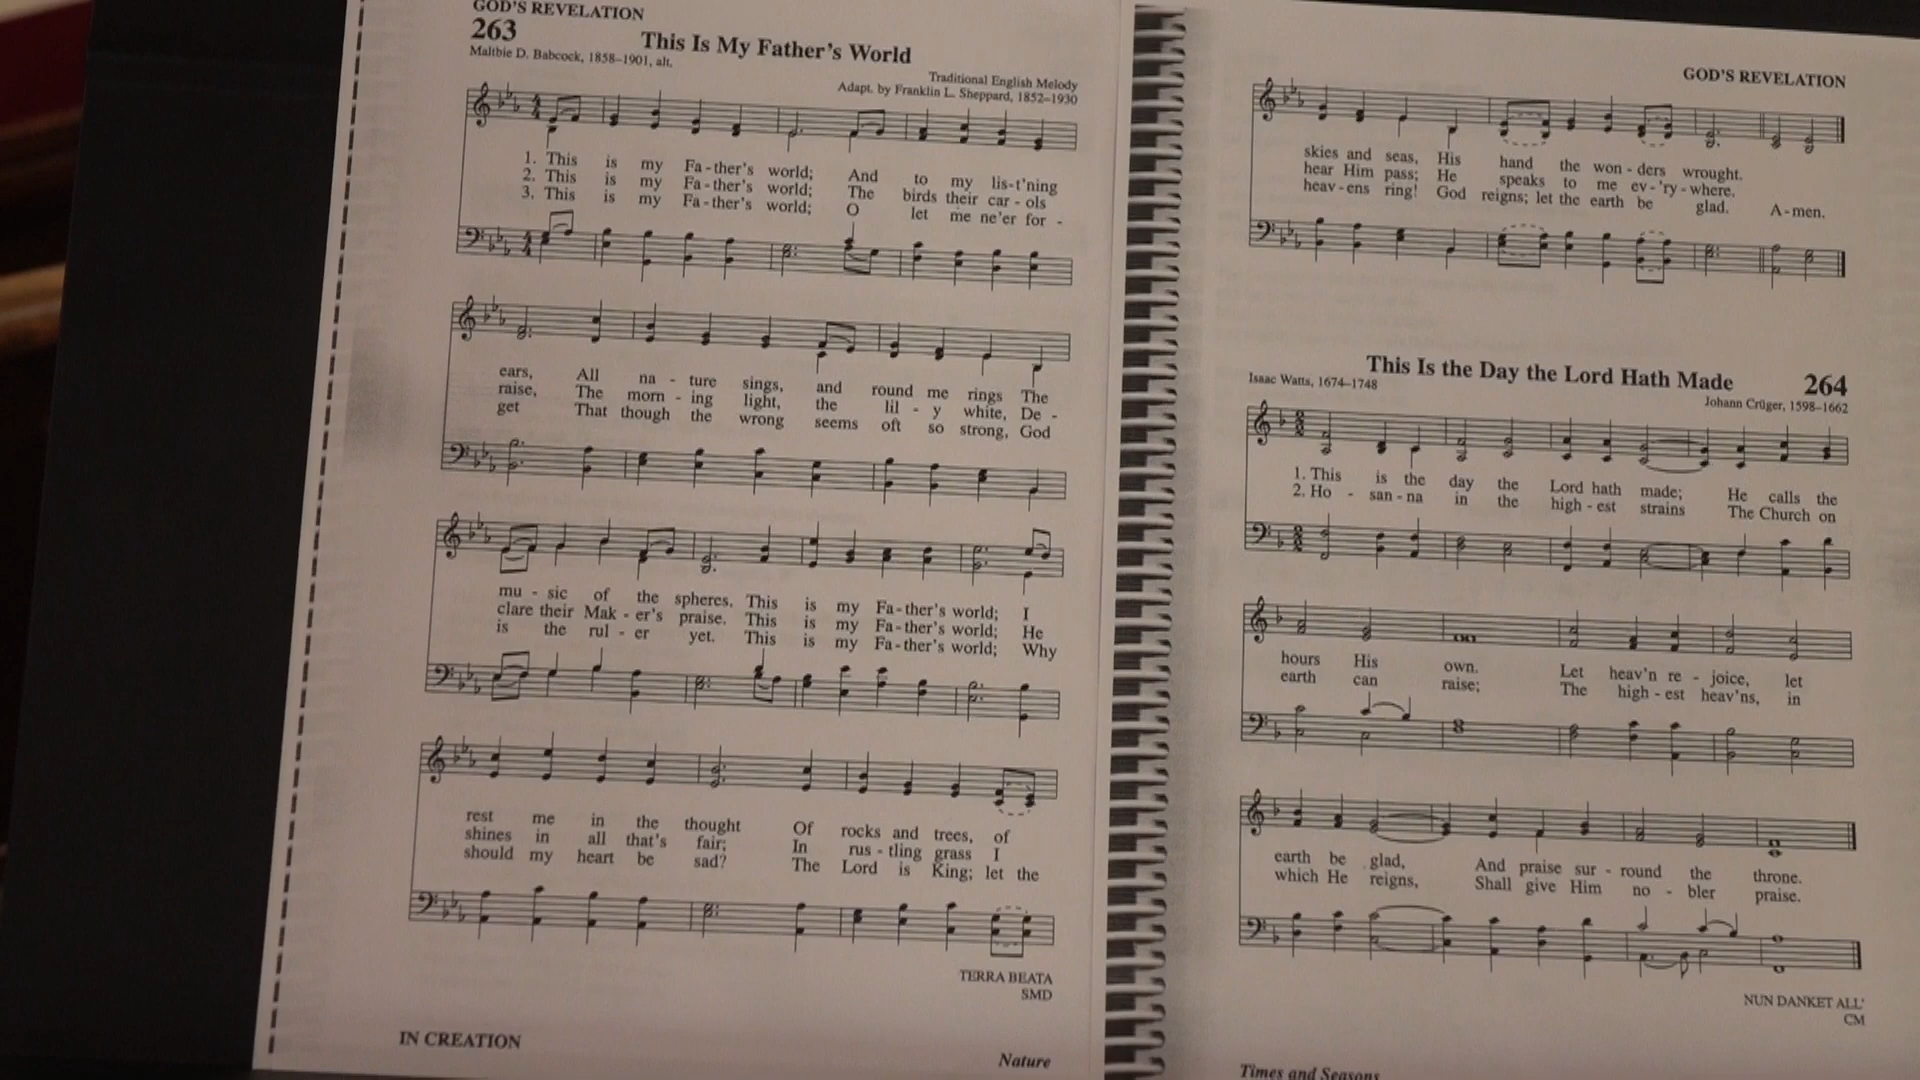 GOD'S REVELATION
263
This Is My Father's World
Maltbie D. Babcock, 1858–1901, alt.
Traditional English Melody
Adapt. by Franklin L. Sheppard, 1852–1930
1. This is my Fa-ther's world; And to my lis-t'ning
2. This is my Fa-ther's world; The birds their car-ols
3. This is my Fa-ther's world; O let me ne'er for -
ears, All na - ture sings, and round me rings The
raise, The morn - ing light, the lil - y white, De -
get That though the wrong seems oft so strong, God
mu - sic of the spheres. This is my Fa-ther's world; I
clare their Mak - er's praise. This is my Fa-ther's world; He
is the rul - er yet. This is my Fa-ther's world; Why
rest me in the thought Of rocks and trees, of
shines in all that's fair; In rus - tling grass I
should my heart be sad? The Lord is King; let the
TERRA BEATA
SMD
IN CREATION
Nature
GOD'S REVELATION
skies and seas, His hand the won - ders wrought.
hear Him pass; He speaks to me ev-'ry-where.
heav-ens ring! God reigns; let the earth be glad. A-men.
This Is the Day the Lord Hath Made
264
Isaac Watts, 1674–1748
Johann Crüger, 1598–1662
1. This is the day the Lord hath made; He calls the
2. Ho - san - na in the high - est strains The Church on
hours His own. Let heav'n re - joice, let
earth can raise; The high - est heav'ns, in
earth be glad, And praise sur - round the throne.
which He reigns, Shall give Him no - bler praise.
NUN DANKET ALL'
CM
Times and Seasons